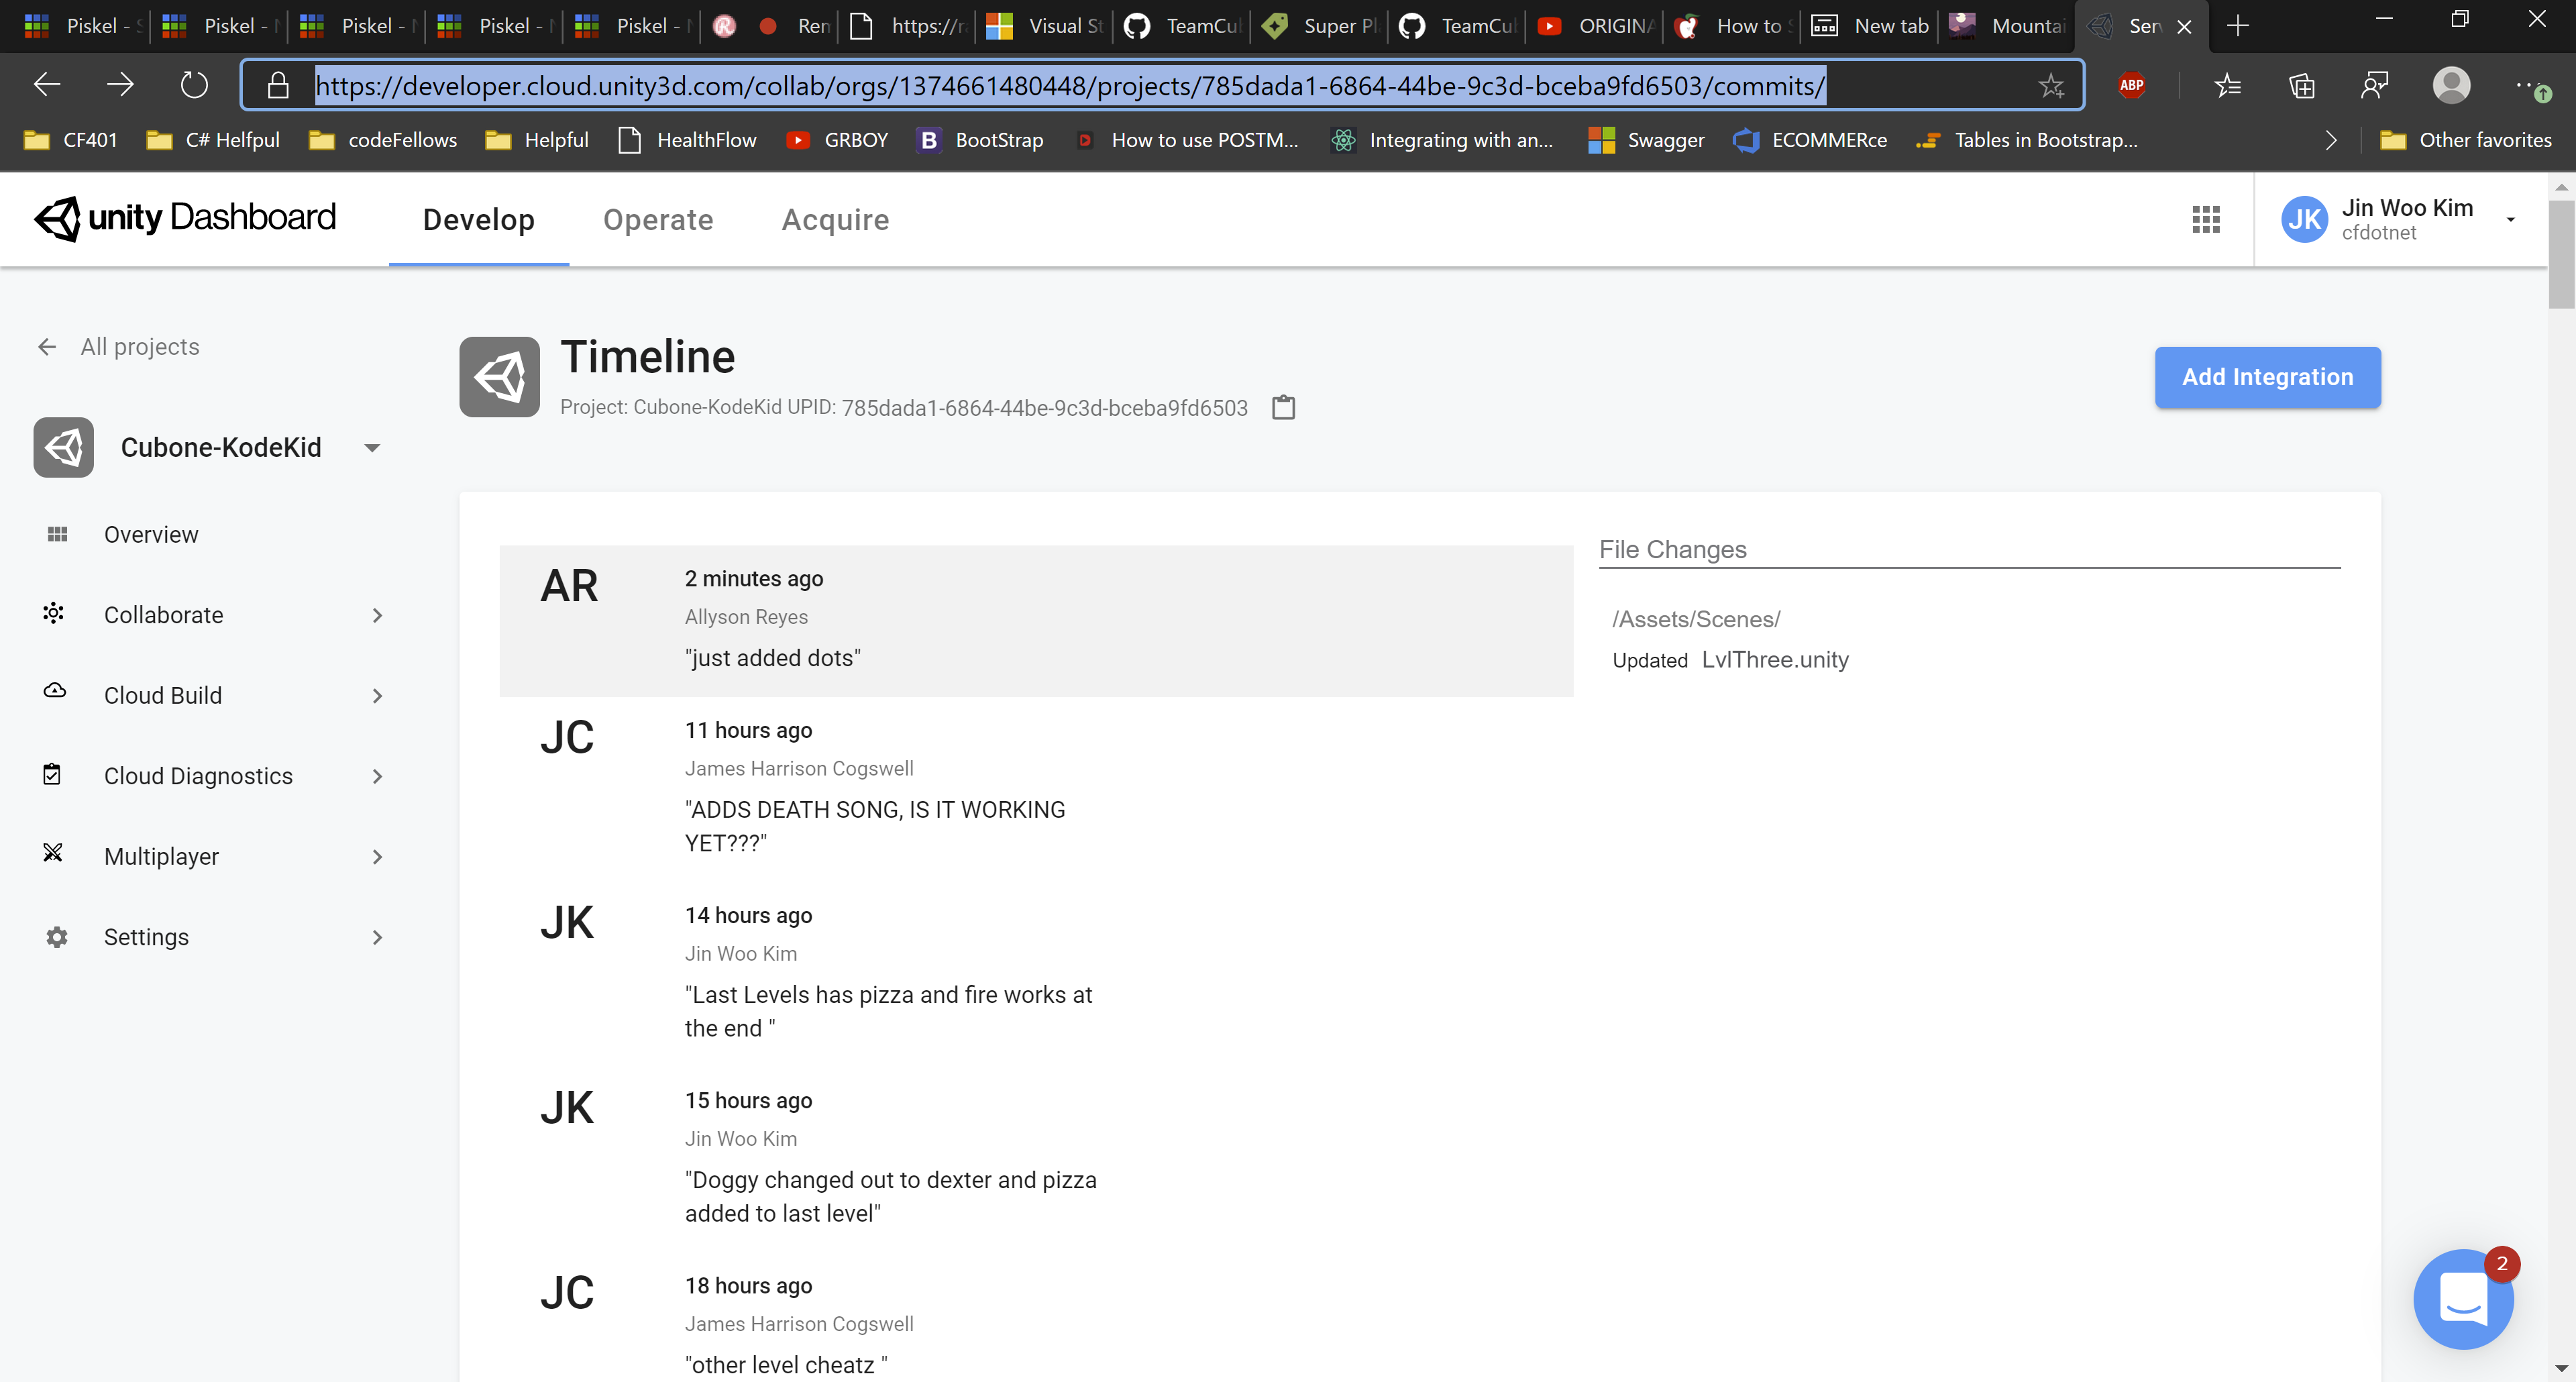 Piskel - S
Piskel - N
Piskel - N
Piskel - N
Piskel - N
Rem
https://ra
Visual St
TeamCu
Super Pl
TeamCu
ORIGINA
How to S
New tab
Mountai
Ser
https://developer.cloud.unity3d.com/collab/orgs/1374661480448/projects/785dada1-6864-44be-9c3d-bceba9fd6503/commits/
ABP
CF401
C# Helfpul
codeFellows
Helpful
HealthFlow
GRBOY
B BootStrap
How to use POSTM...
Integrating with an...
Swagger
ECOMMERce
Tables in Bootstrap...
Other favorites
unity Dashboard
Develop
Operate
Acquire
JK
Jin Woo Kim
cfdotnet
All projects
Cubone-KodeKid
Overview
Collaborate
Cloud Build
Cloud Diagnostics
Multiplayer
Settings
Timeline
Project: Cubone-KodeKid UPID: 785dada1-6864-44be-9c3d-bceba9fd6503
Add Integration
AR
2 minutes ago
Allyson Reyes
"just added dots"
JC
11 hours ago
James Harrison Cogswell
"ADDS DEATH SONG, IS IT WORKING
YET???"
JK
14 hours ago
Jin Woo Kim
"Last Levels has pizza and fire works at
the end "
JK
15 hours ago
Jin Woo Kim
"Doggy changed out to dexter and pizza
added to last level"
JC
18 hours ago
James Harrison Cogswell
"other level cheatz "
File Changes
/Assets/Scenes/
Updated LvlThree.unity
2